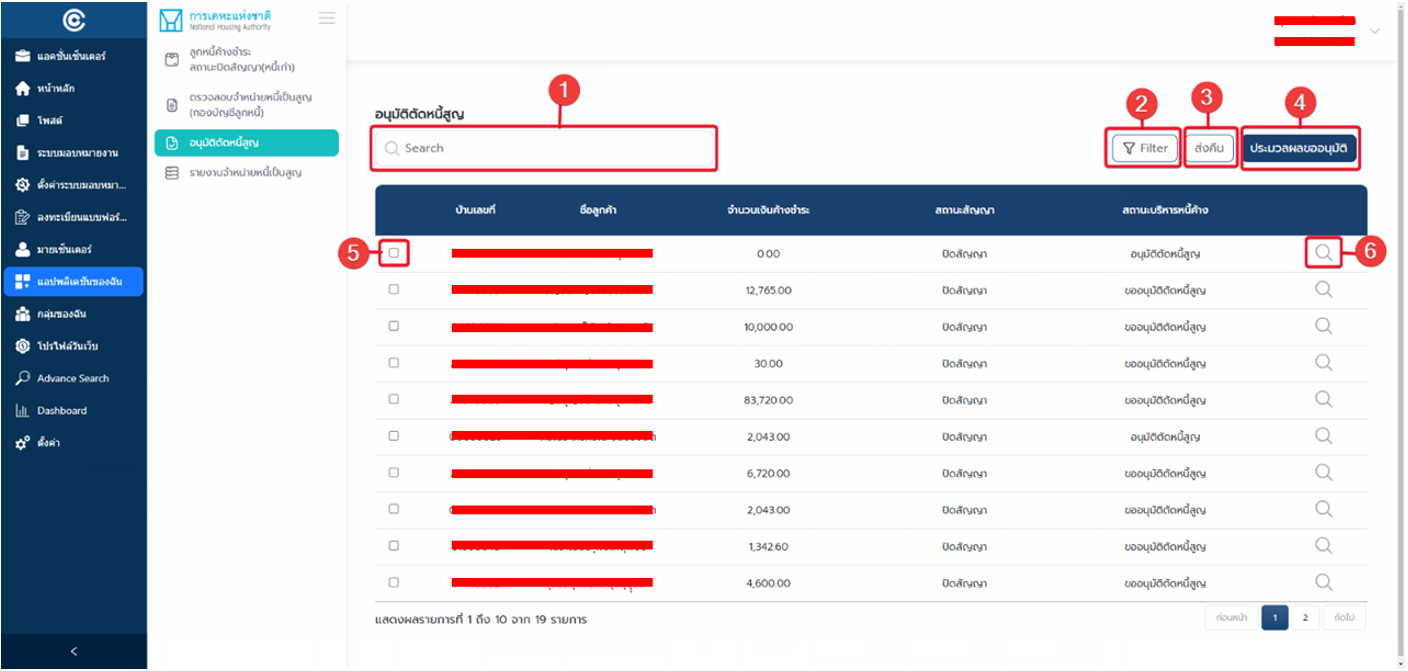 การเคหะแห่งชาติ
National Housing Authority
แอคชั่นเซ็นเตอร์
หน้าหลัก
โพสต์
ระบบมอบหมายงาน
ตั้งค่าระบบมอบหมา...
ลงทะเบียนแบบฟอร์...
มายเซ็นเตอร์
แอปพลิเคชันของฉัน
กลุ่มของฉัน
โปรไฟล์วันเว็บ
Advance Search
Dashboard
ตั้งค่า
ลูกหนี้ค้างชำระ
สถานะปิดสัญญา(หนี้เก่า)
ตรวจสอบจำหน่ายหนี้เป็นสูญ
(กองบัญชีลูกหนี้)
อนุมัติตัดหนี้สูญ
รายงานจำหน่ายหนี้เป็นสูญ
อนุมัติตัดหนี้สูญ
1
2
3
4
Search
Filter
ส่งคืน
ประมวลผลขออนุมัติ
บ้านเลขที่ ชื่อลูกค้า จำนวนเงินค้างชำระ สถานะสัญญา สถานะบริหารหนี้ค้าง
5 0.00 ปิดสัญญา อนุมัติตัดหนี้สูญ 6
12,765.00 ปิดสัญญา ขออนุมัติตัดหนี้สูญ
10,000.00 ปิดสัญญา ขออนุมัติตัดหนี้สูญ
30.00 ปิดสัญญา ขออนุมัติตัดหนี้สูญ
83,720.00 ปิดสัญญา ขออนุมัติตัดหนี้สูญ
2,043.00 ปิดสัญญา อนุมัติตัดหนี้สูญ
6,720.00 ปิดสัญญา ขออนุมัติตัดหนี้สูญ
2,043.00 ปิดสัญญา ขออนุมัติตัดหนี้สูญ
1,342.60 ปิดสัญญา ขออนุมัติตัดหนี้สูญ
4,600.00 ปิดสัญญา ขออนุมัติตัดหนี้สูญ
แสดงผลรายการที่ 1 ถึง 10 จาก 19 รายการ
ก่อนหน้า 1 2 ถัดไป